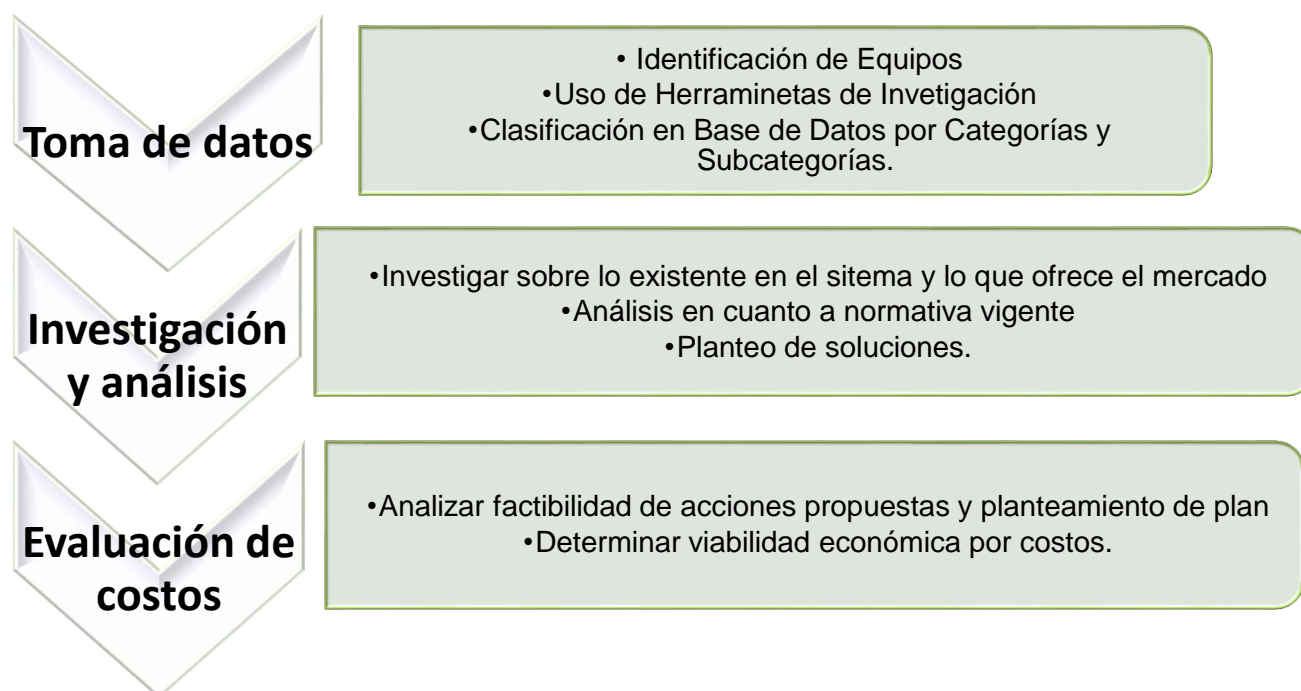 Toma de datos
• Identificación de Equipos
•Uso de Herraminetas de Invetigación
•Clasificación en Base de Datos por Categorías y
Subcategorías.
Investigación
y análisis
•Investigar sobre lo existente en el sitema y lo que ofrece el mercado
•Análisis en cuanto a normativa vigente
•Planteo de soluciones.
Evaluación de
costos
•Analizar factibilidad de acciones propuestas y planteamiento de plan
•Determinar viabilidad económica por costos.